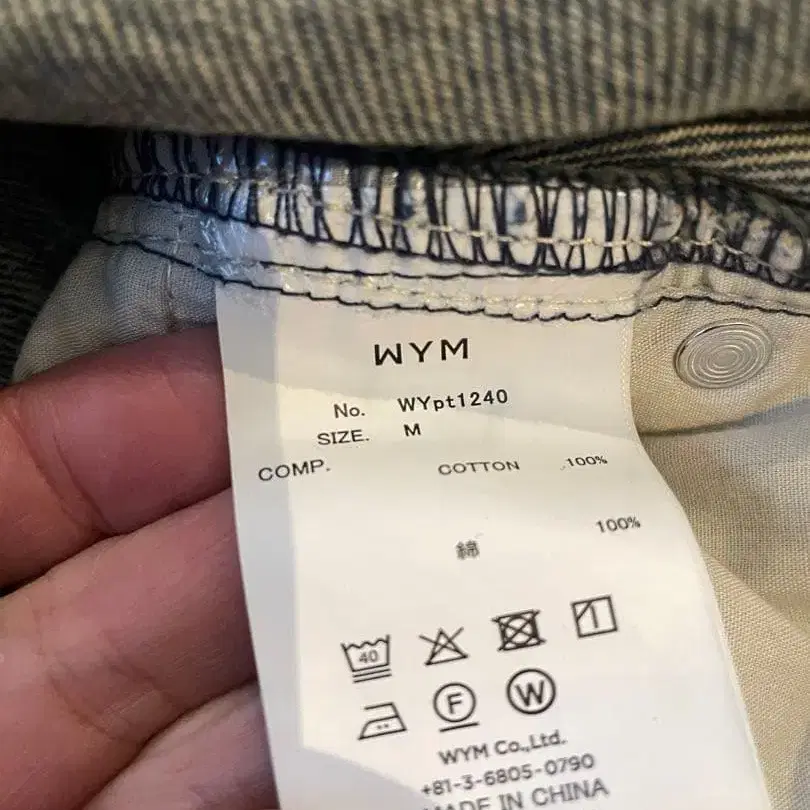 WYM
No. WYpt1240
SIZE. M
COMP. COTTON 100%
綿 100%
40
F W
WYM Co.,Ltd.
+81-3-6805-0790
MADE IN CHINA